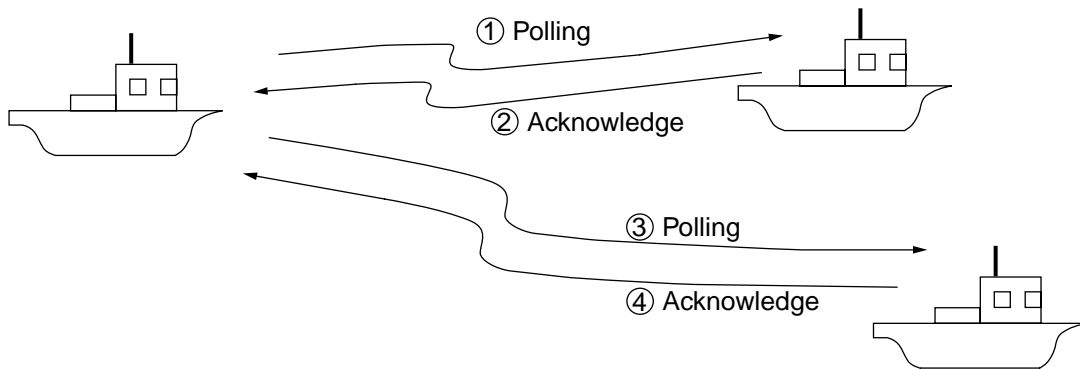 ① Polling
② Acknowledge
③ Polling
④ Acknowledge